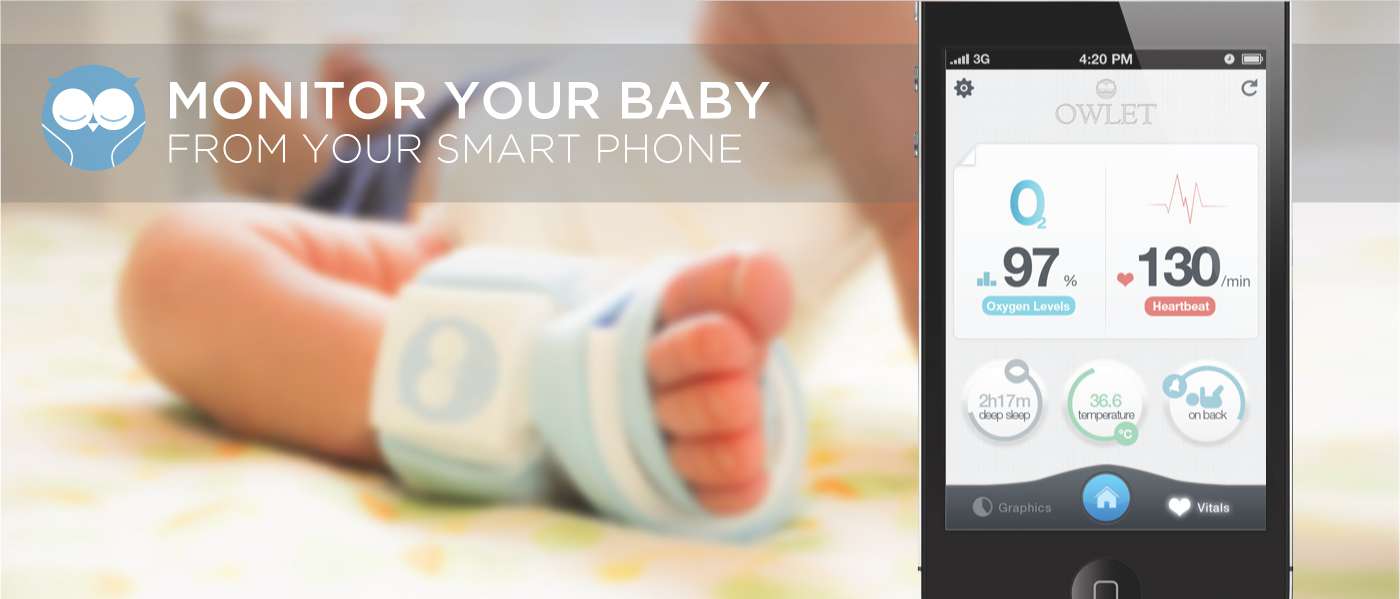 MONITOR YOUR BABY
FROM YOUR SMART PHONE
3G 4:20 PM
OWLET
O2
97 %
130 /min
Oxygen Levels
Heartbeat
2h17m
deep sleep
36.6
temperature
°C
on back
Graphics
Vitals